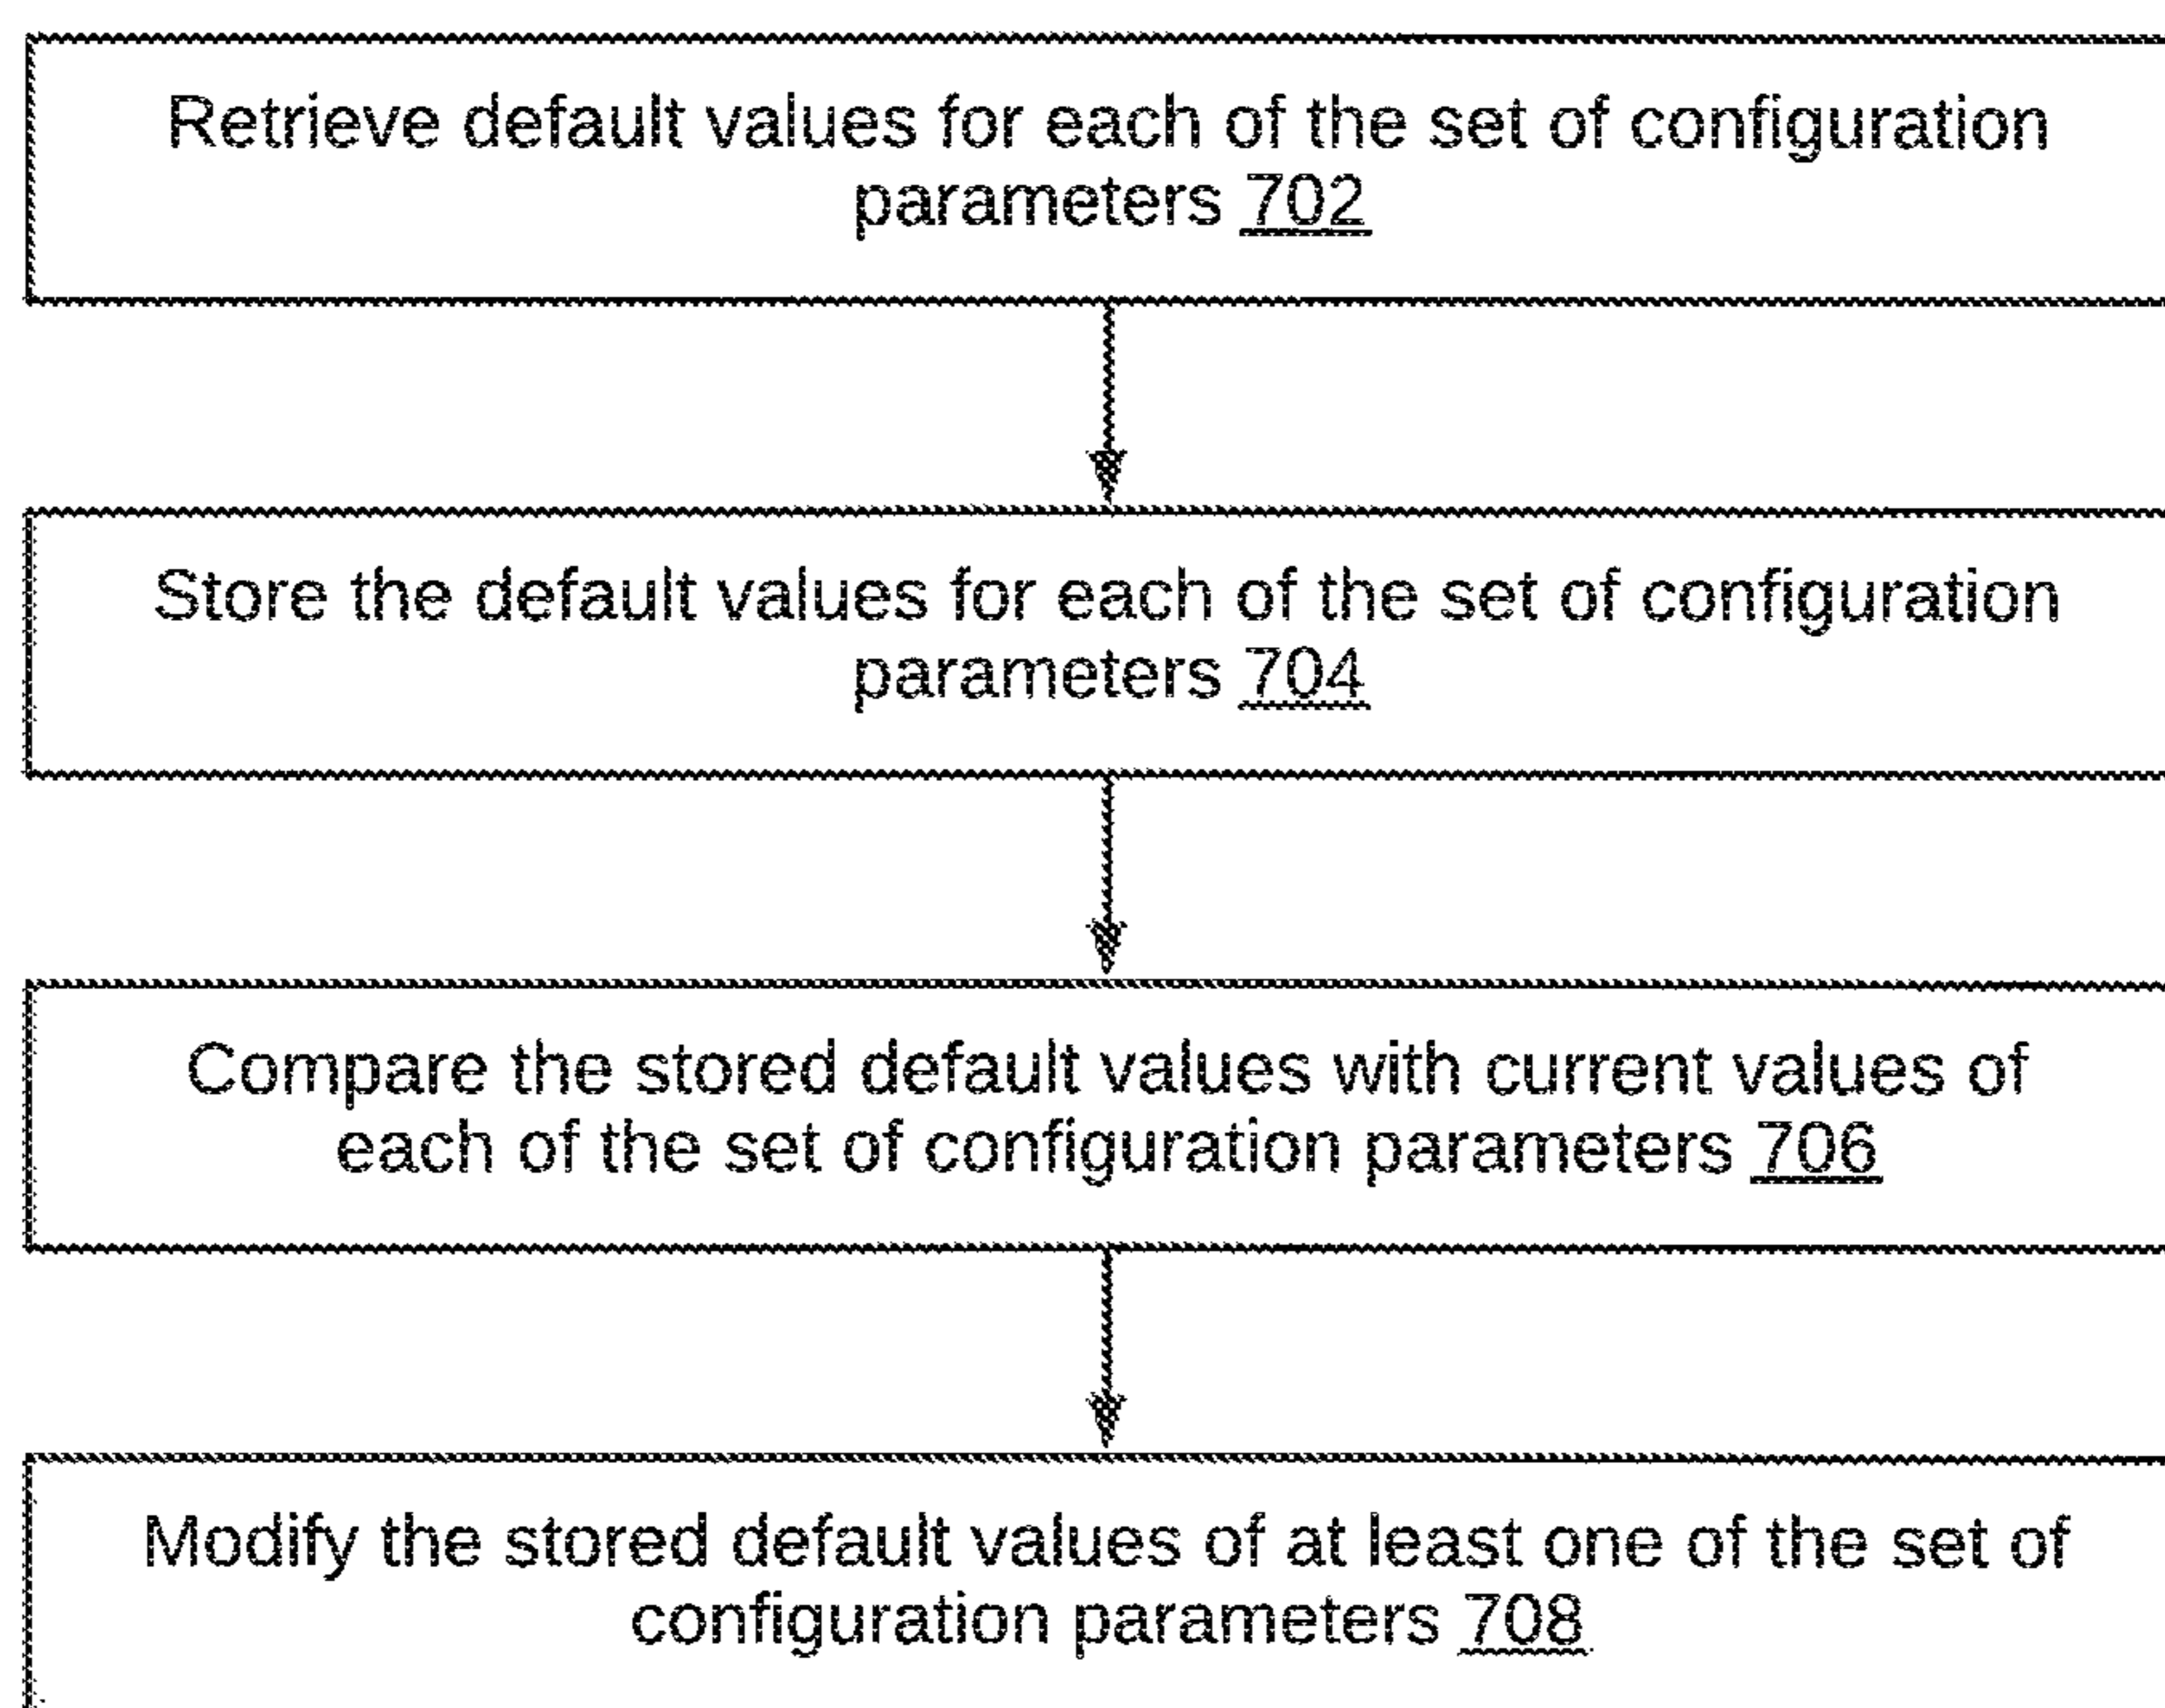 Retrieve default values for each of the set of configuration
parameters 702
Store the default values for each of the set of configuration
parameters 704
Compare the stored default values with current values of
each of the set of configuration parameters 706
Modify the stored default values of at least one of the set of
configuration parameters 708